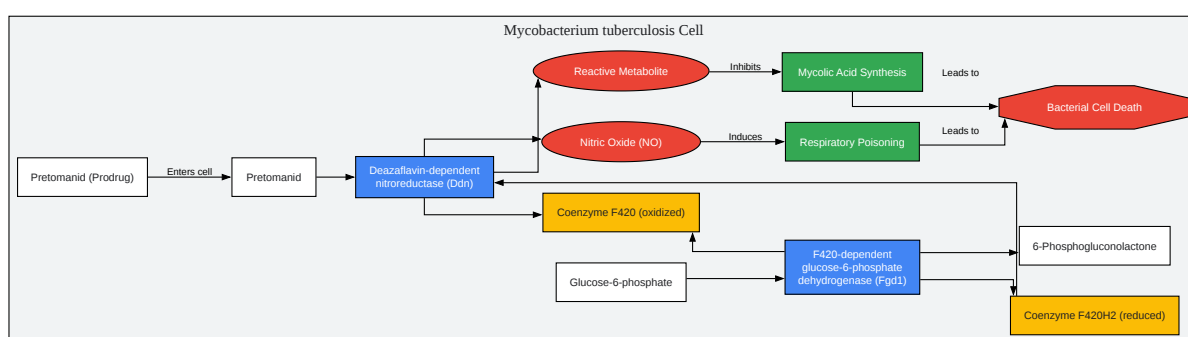 Mycobacterium tuberculosis Cell
Reactive Metabolite
Inhibits
Mycolic Acid Synthesis
Leads to
Bacterial Cell Death
Nitric Oxide (NO)
Induces
Respiratory Poisoning
Leads to
Pretomanid (Prodrug)
Enters cell
Pretomanid
Deazaflavin-dependent
nitroreductase (Ddn)
Coenzyme F420 (oxidized)
Glucose-6-phosphate
F420-dependent
glucose-6-phosphate
dehydrogenase (Fgd1)
6-Phosphogluconolactone
Coenzyme F420H2 (reduced)